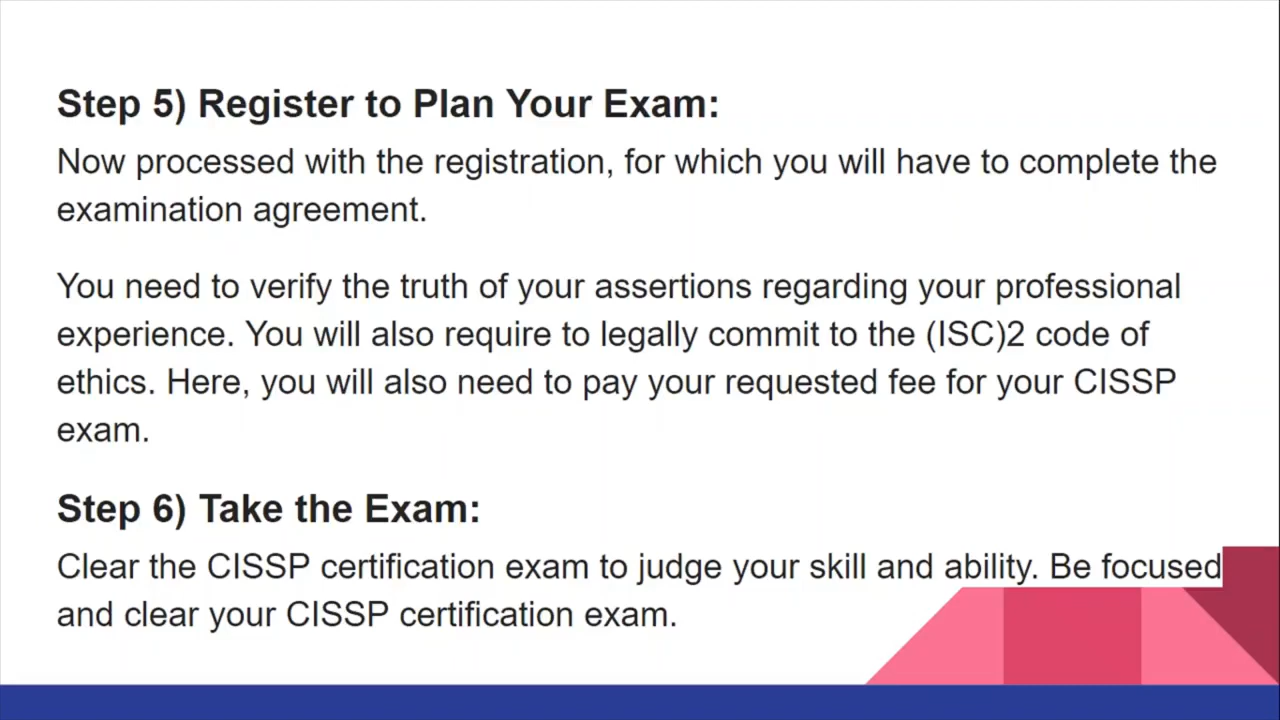 Step 5) Register to Plan Your Exam:
Now processed with the registration, for which you will have to complete the
examination agreement.
You need to verify the truth of your assertions regarding your professional
experience. You will also require to legally commit to the (ISC)2 code of
ethics. Here, you will also need to pay your requested fee for your CISSP
exam.
Step 6) Take the Exam:
Clear the CISSP certification exam to judge your skill and ability. Be focused
and clear your CISSP certification exam.